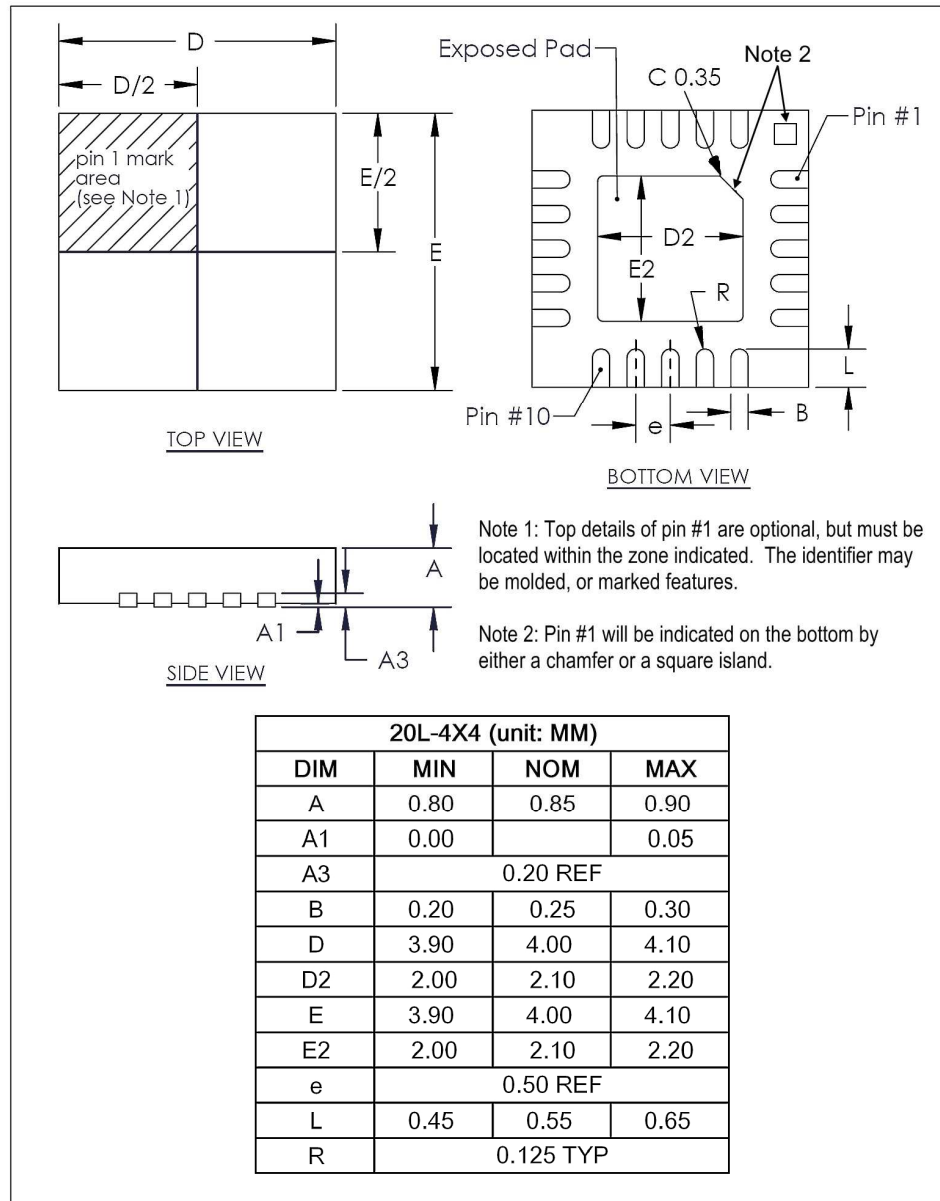 D
D/2
pin 1 mark
area
(see Note 1)
E/2
E
TOP VIEW
Exposed Pad
C 0.35
Note 2
Pin #1
D2
E2
R
L
Pin #10
e
B
BOTTOM VIEW
A
A1
A3
SIDE VIEW
Note 1: Top details of pin #1 are optional, but must be
located within the zone indicated. The identifier may
be molded, or marked features.
Note 2: Pin #1 will be indicated on the bottom by
either a chamfer or a square island.
20L-4X4 (unit: MM)
DIM MIN NOM MAX
A 0.80 0.85 0.90
A1 0.00 0.05
A3 0.20 REF
B 0.20 0.25 0.30
D 3.90 4.00 4.10
D2 2.00 2.10 2.20
E 3.90 4.00 4.10
E2 2.00 2.10 2.20
e 0.50 REF
L 0.45 0.55 0.65
R 0.125 TYP